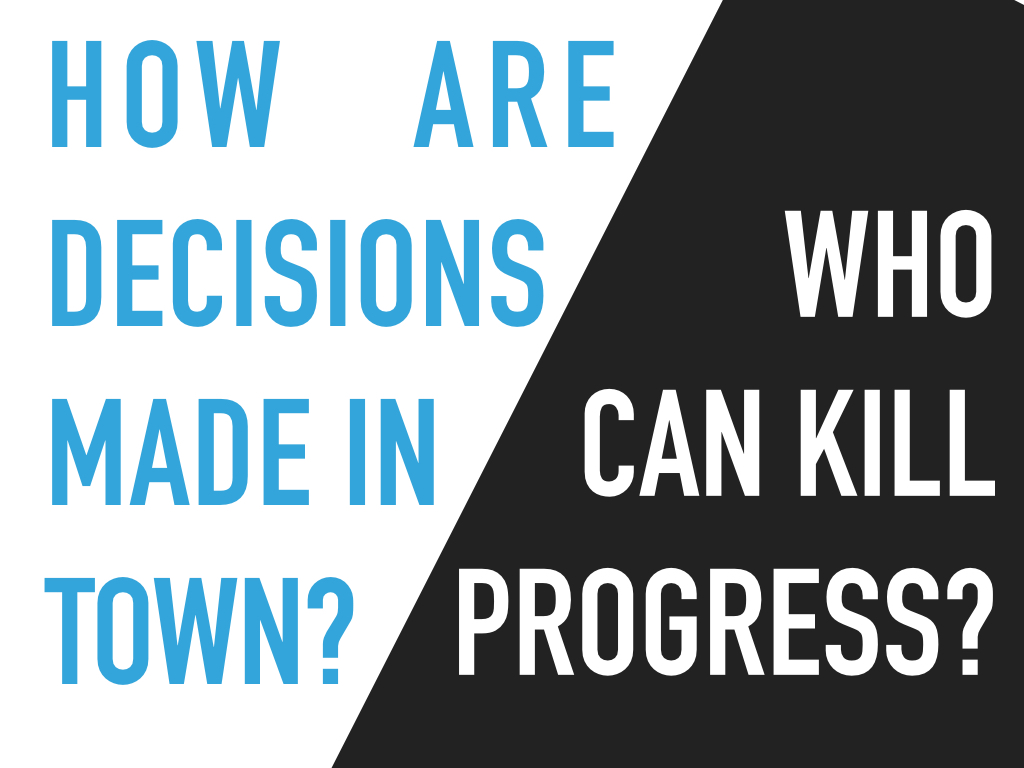 HOW ARE
DECISIONS
MADE IN
TOWN?
WHO
CAN KILL
PROGRESS?